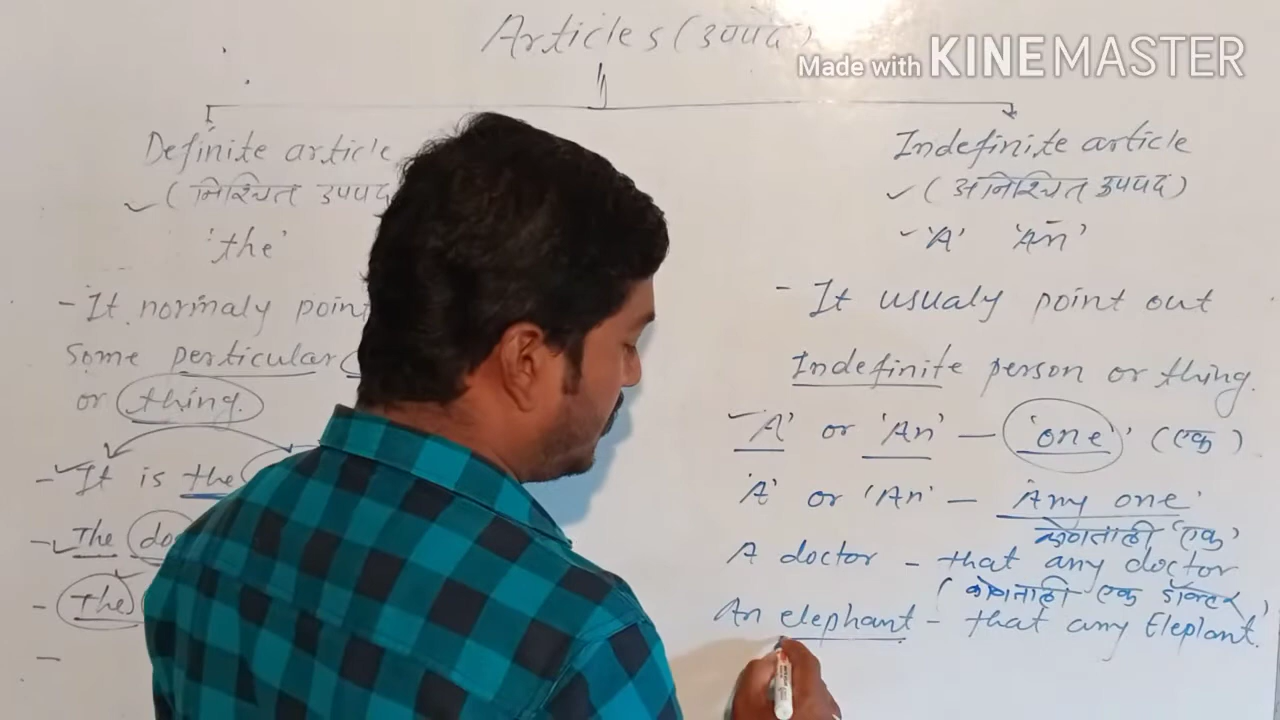 Articles (उपपद)
Made with KINEMASTER
Definite article
(निश्चित उपपद
'the'
- It normaly point
some perticular
or thing.
- It is the
- The do
- The
Indefinite article
(अनिश्चित उपपद)
'A' 'An'
- It usualy point out
Indefinite person or thing.
'A' or 'An' — 'one' (एक)
'A' or 'An' — 'Any one'
कोणताली 'एक'
A doctor - that any doctor
(कोणताली एक डॉक्टर)
An elephant - that any Eleplant.